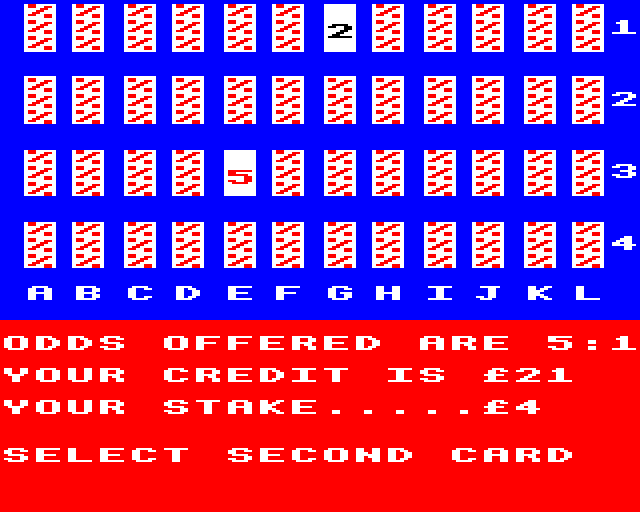 2 1
2
5 3
4
A B C D E F G H I J K L
ODDS OFFERED ARE 5:1
YOUR CREDIT IS £21
YOUR STAKE.....£4
SELECT SECOND CARD